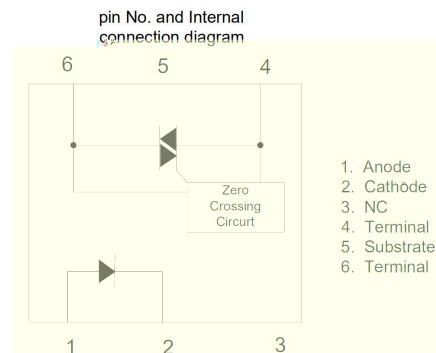 pin No. and Internal
connection diagram
6 5 4
Zero
Crossing
Circurt
1. Anode
2. Cathode
3. NC
4. Terminal
5. Substrate
6. Terminal
1 2 3